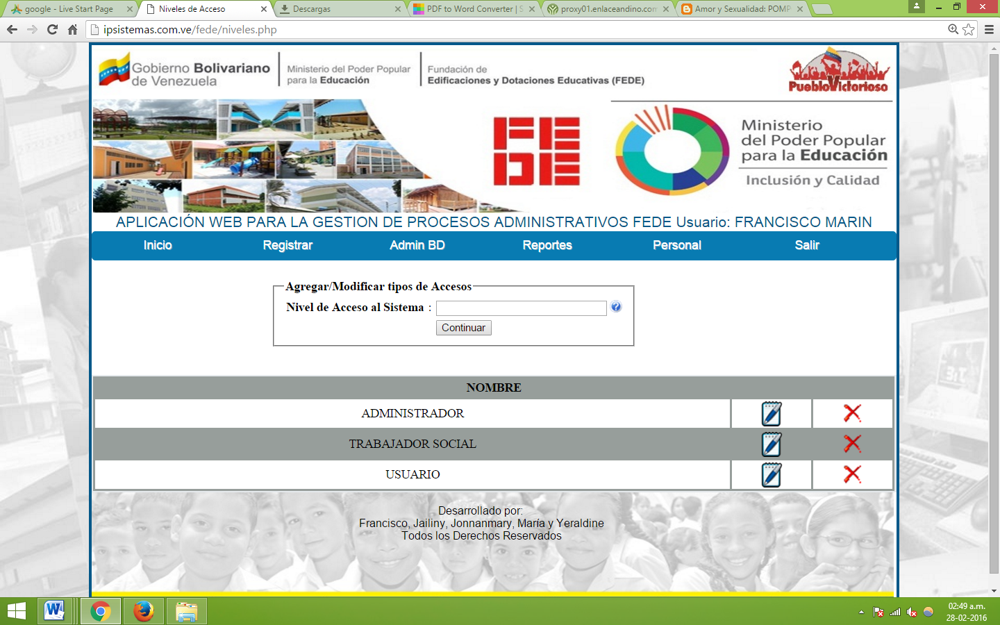 google - Live Start Page
Niveles de Acceso
Descargas
PDF to Word Converter | S
proxy01.enlaceandino.com
Amor y Sexualidad: POMP
ipsistemas.com.ve/fede/niveles.php
Gobierno Bolivariano
de Venezuela
Ministerio del Poder Popular
para la Educación
Fundación de
Edificaciones y Dotaciones Educativas (FEDE)
PuebloVictorioso
FE
DE
Ministerio
del Poder Popular
para la Educación
Inclusión y Calidad
APLICACIÓN WEB PARA LA GESTION DE PROCESOS ADMINISTRATIVOS FEDE Usuario: FRANCISCO MARIN
Inicio
Registrar
Admin BD
Reportes
Personal
Salir
Agregar/Modificar tipos de Accesos
Nivel de Acceso al Sistema :
Continuar
NOMBRE
ADMINISTRADOR
TRABAJADOR SOCIAL
USUARIO
Desarrollado por:
Francisco, Jailiny, Jonnanmary, María y Yeraldine
Todos los Derechos Reservados
02:49 a.m.
28-02-2016